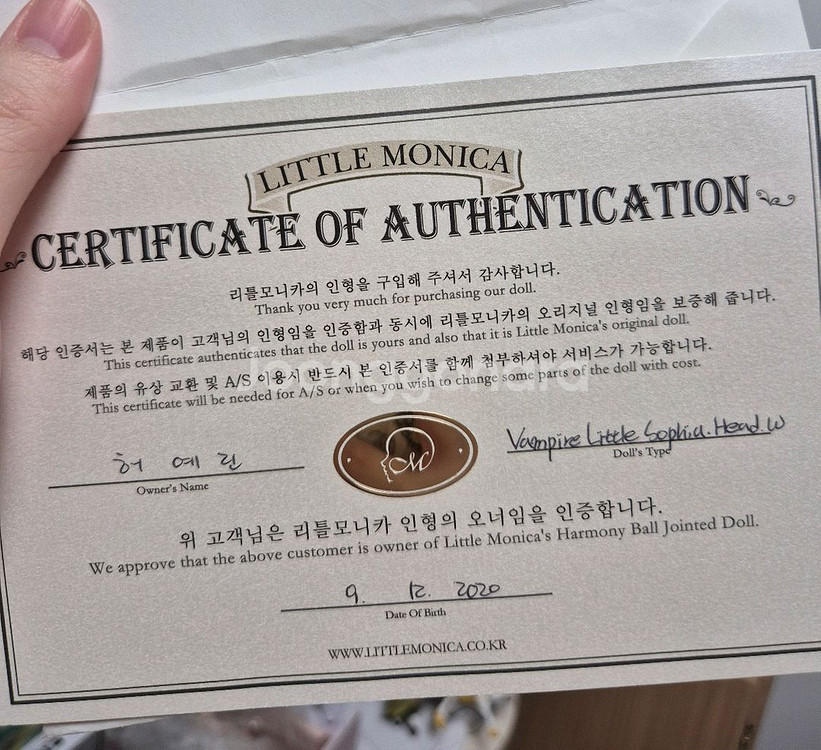 LITTLE MONICA
CERTIFICATE OF AUTHENTICATION
리틀모니카의 인형을 구입해 주셔서 감사합니다.
Thank you very much for purchasing our doll.
해당 인증서는 본 제품이 고객님의 인형임을 인증함과 동시에 리틀모니카의 오리지널 인형임을 보증해 줍니다.
This certificate authenticates that the doll is yours and also that it is Little Monica's original doll.
제품의 유상 교환 및 A/S 이용시 반드시 본 인증서를 함께 첨부하셔야 서비스가 가능합니다.
This certificate will be needed for A/S or when you wish to change some parts of the doll with cost.
허 예린
Owner's Name
M
Vampire Little Sophia. Head. W
Doll's Type
위 고객님은 리틀모니카 인형의 오너임을 인증합니다.
We approve that the above customer is owner of Little Monica's Harmony Ball Jointed Doll.
9. 12. 2020
Date Of Birth
WWW.LITTLEMONICA.CO.KR